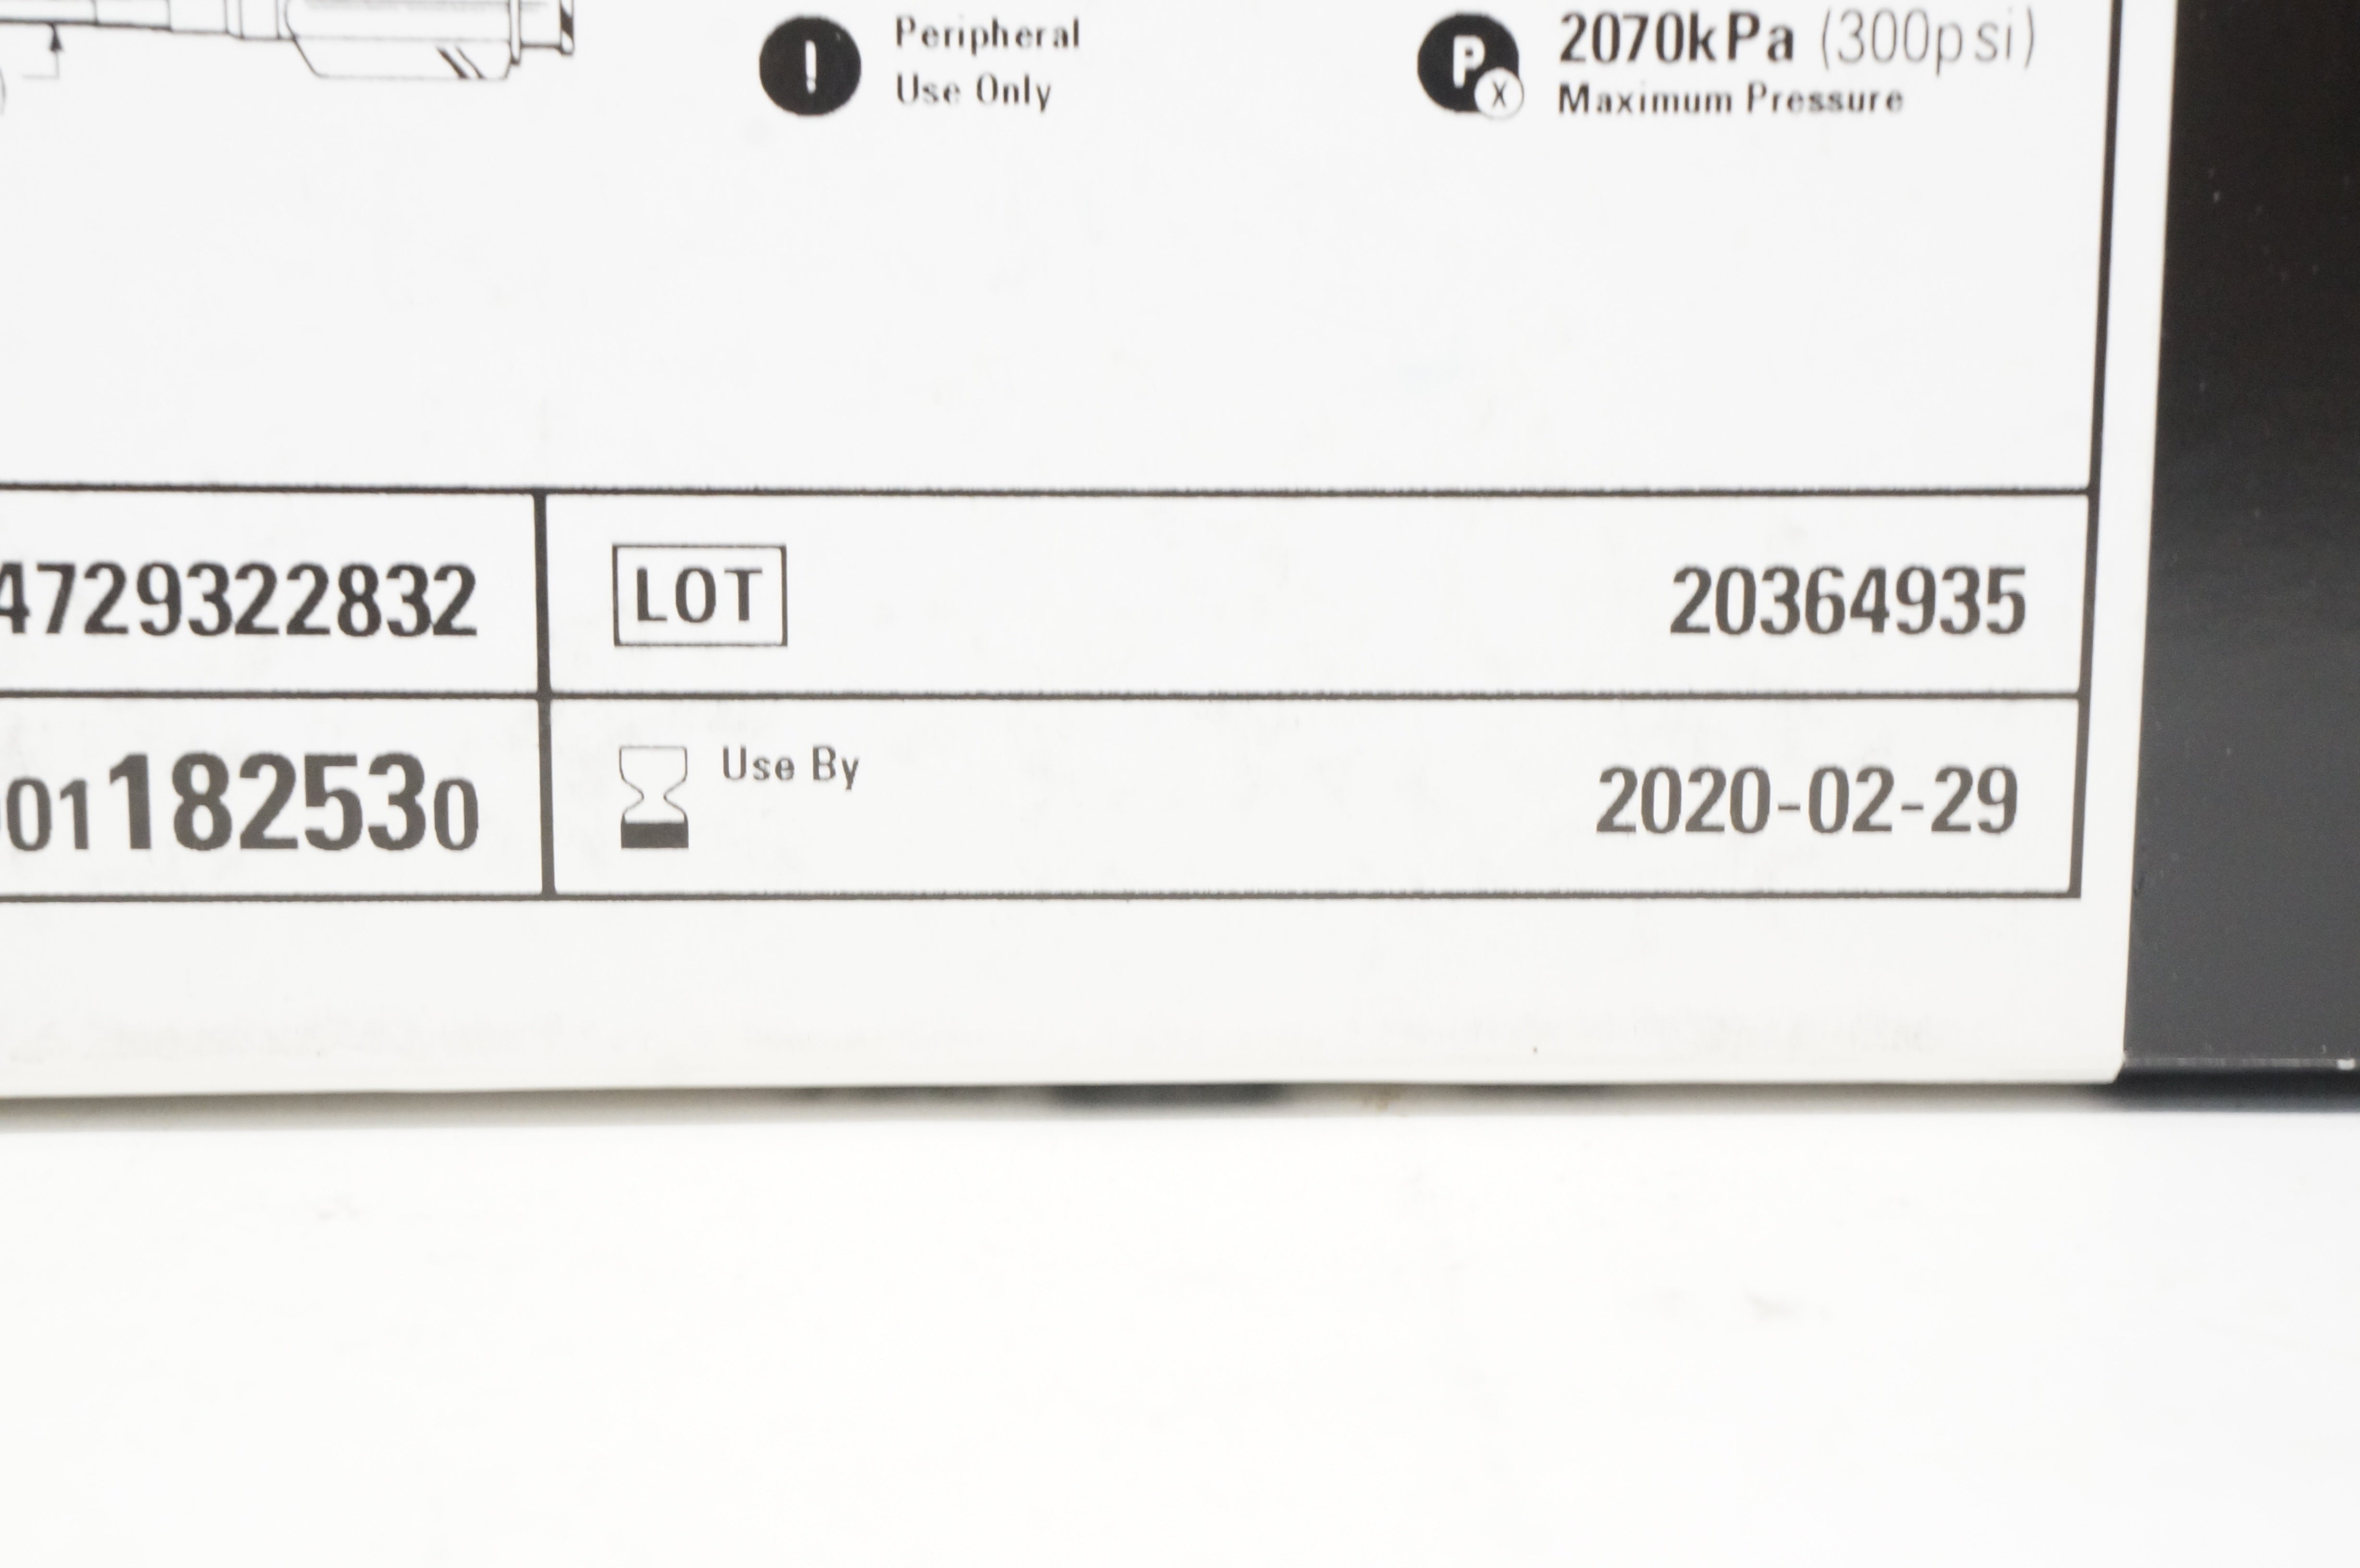 Peripheral
Use Only
P X
2070kPa (300psi)
Maximum Pressure
4729322832
LOT
20364935
01182530
Use By
2020-02-29